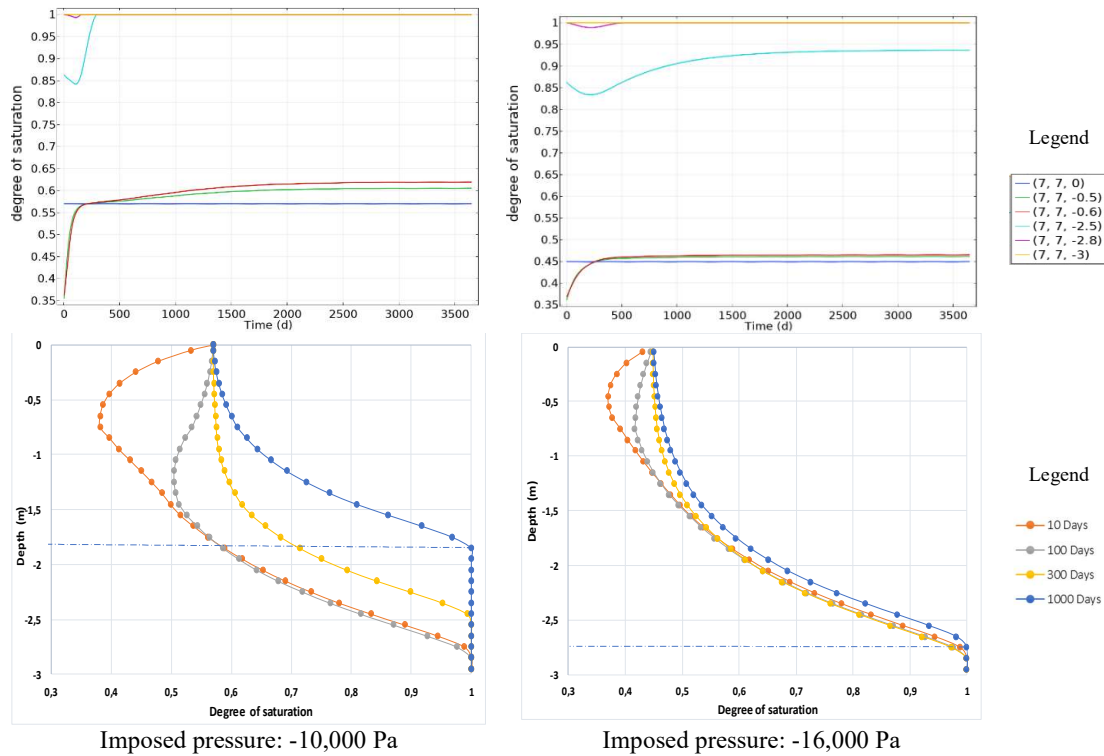 degree of saturation
1
0.95
0.9
0.85
0.8
0.75
0.7
0.65
0.6
0.55
0.5
0.45
0.4
0.35
0 500 1000 1500 2000 2500 3000 3500
Time (d)
degree of saturation
1
0.95
0.9
0.85
0.8
0.75
0.7
0.65
0.6
0.55
0.5
0.45
0.4
0.35
0 500 1000 1500 2000 2500 3000 3500
Time (d)
Legend
(7, 7, 0)
(7, 7, -0.5)
(7, 7, -0.6)
(7, 7, -2.5)
(7, 7, -2.8)
(7, 7, -3)
Depth (m)
0
-0,5
-1
-1,5
-2
-2,5
-3
0,3 0,4 0,5 0,6 0,7 0,8 0,9 1
Degree of saturation
Imposed pressure: -10,000 Pa
Depth (m)
0
-0,5
-1
-1,5
-2
-2,5
-3
0,3 0,4 0,5 0,6 0,7 0,8 0,9 1
Degree of saturation
Imposed pressure: -16,000 Pa
Legend
10 Days
100 Days
300 Days
1000 Days